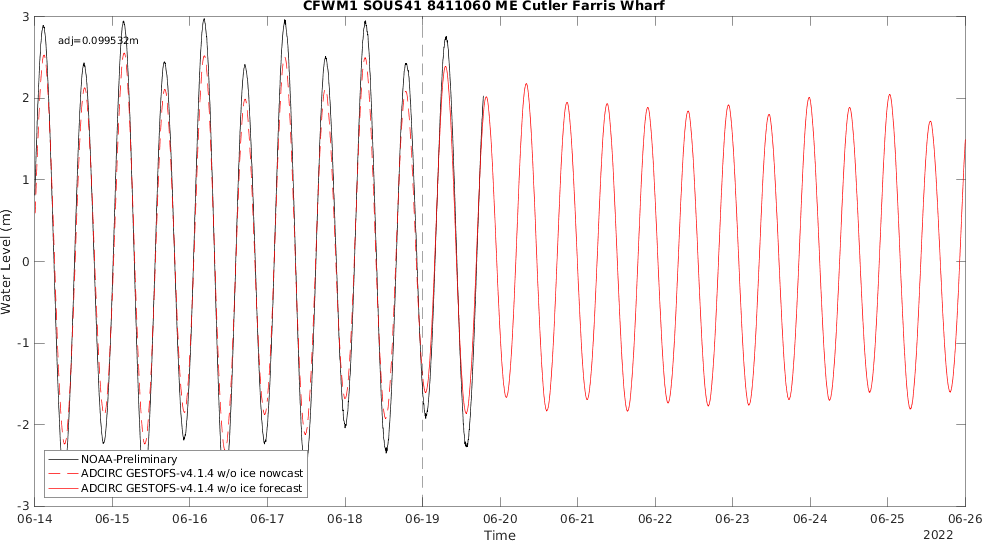 CFWM1 SOUS41 8411060 ME Cutler Farris Wharf
adj=0.099532m
3
2
1
0
-1
-2
-3
Water Level (m)
NOAA-Preliminary
ADCIRC GESTOFS-v4.1.4 w/o ice nowcast
ADCIRC GESTOFS-v4.1.4 w/o ice forecast
06-14 06-15 06-16 06-17 06-18 06-19 06-20 06-21 06-22 06-23 06-24 06-25 06-26
Time
2022